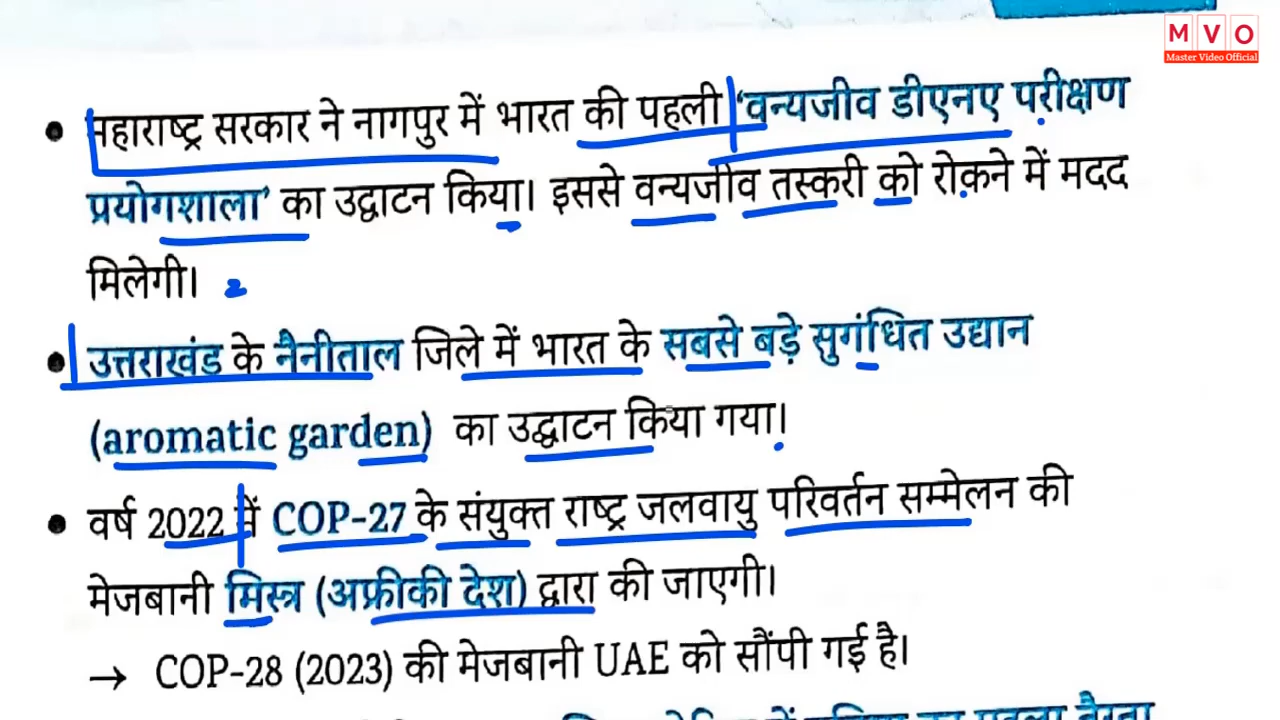 MVO
Master Video Official
• महाराष्ट्र सरकार ने नागपुर में भारत की पहली 'वन्यजीव डीएनए परीक्षण
प्रयोगशाला' का उद्घाटन किया। इससे वन्यजीव तस्करी को रोकने में मदद
मिलेगी।
• उत्तराखंड के नैनीताल जिले में भारत के सबसे बड़े सुगंधित उद्यान
(aromatic garden) का उद्घाटन किया गया।
• वर्ष 2022 में COP-27 के संयुक्त राष्ट्र जलवायु परिवर्तन सम्मेलन की
मेजबानी मिस्त्र (अफ्रीकी देश) द्वारा की जाएगी।
→ COP-28 (2023) की मेजबानी UAE को सौंपी गई है।